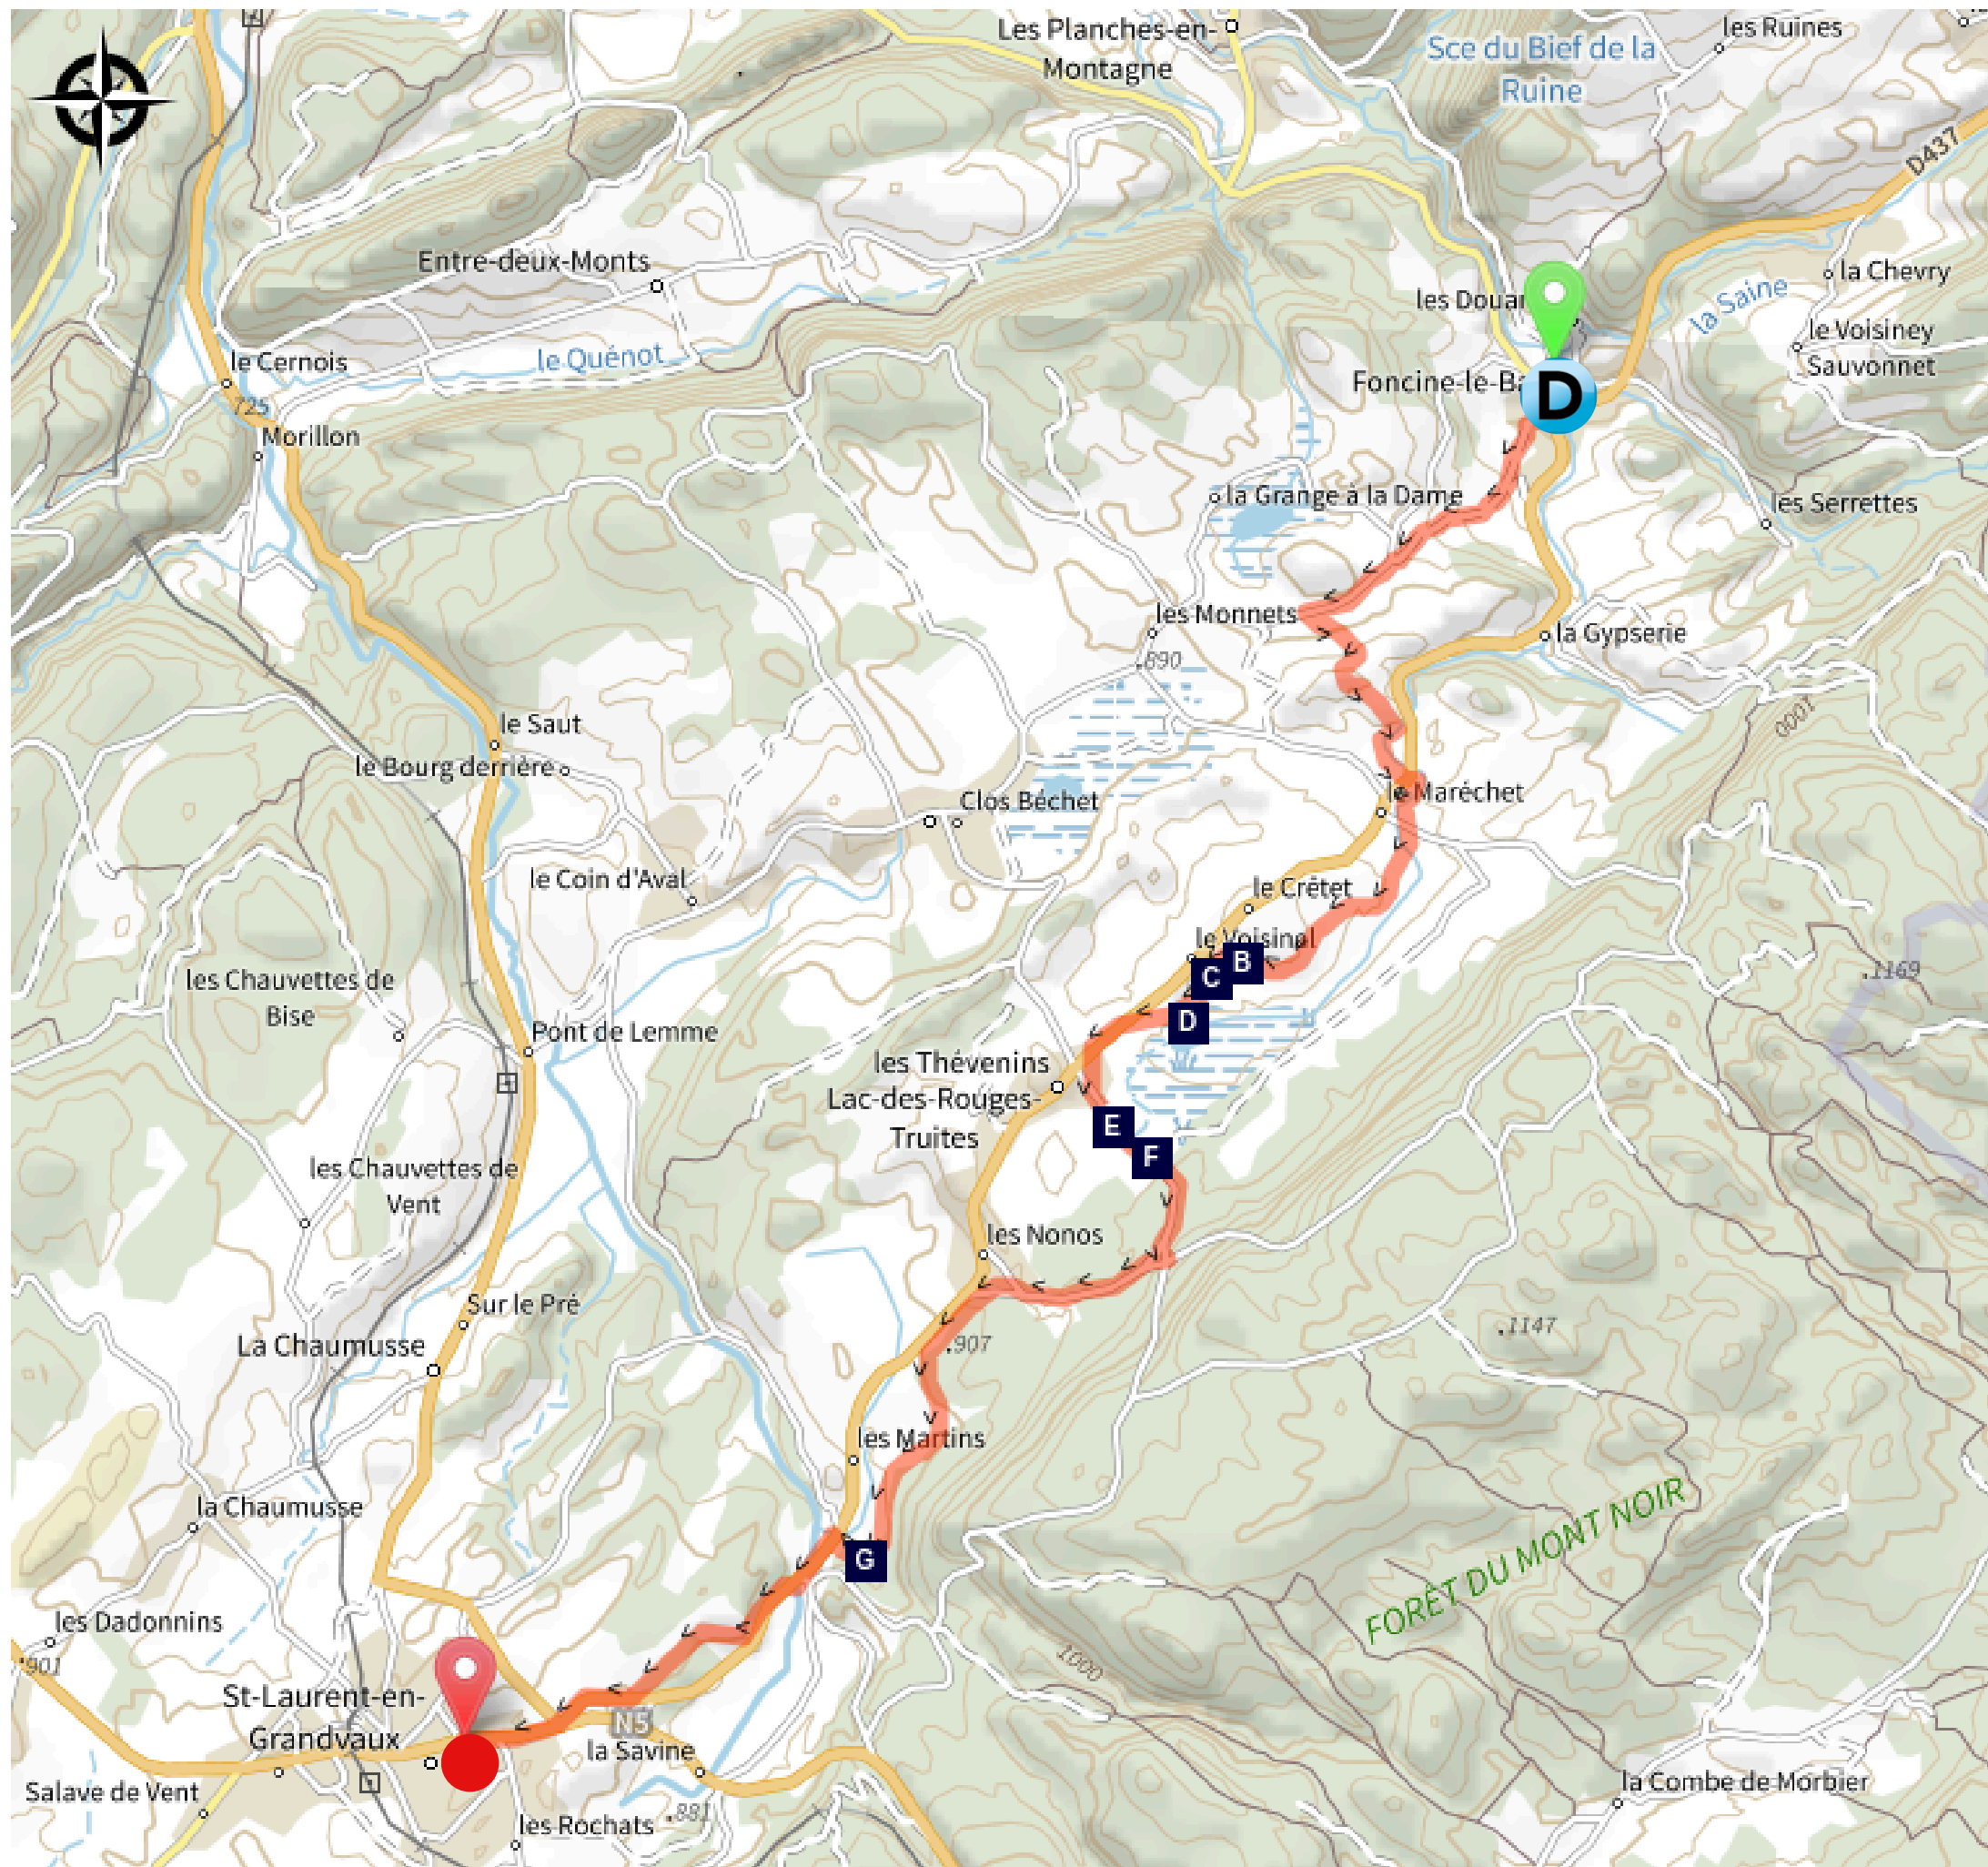 Les Planches-en-
Montagne
Sce du Bief de la
Ruine
les Ruines
D437
Entre-deux-Monts
les Douar
la Chevry
la Saine
le Voisiney
Sauvonnet
le Cernois
le Quénot
Foncine-le-Ba
D
725
Morillon
la Grange à la Dame
les Serrettes
les Monnets
la Gypserie
890
1000
le Saut
le Bourg derrière
Clos Béchet
le Maréchet
le Coin d'Aval
le Crêtet
le Voisinal
B
C
D
1169
les Chauvettes de
Bise
Pont de Lemme
les Thévenins
Lac-des-Rouges-
Truites
E
F
les Chauvettes de
Vent
les Nonos
Sur le Pré
La Chaumusse
907
1147
les Martins
la Chaumusse
FORÊT DU MONT NOIR
G
les Dadonnins
901
1000
St-Laurent-en-
Grandvaux
N5
la Savine
Salave de Vent
la Combe de Morbier
les Rochats
881